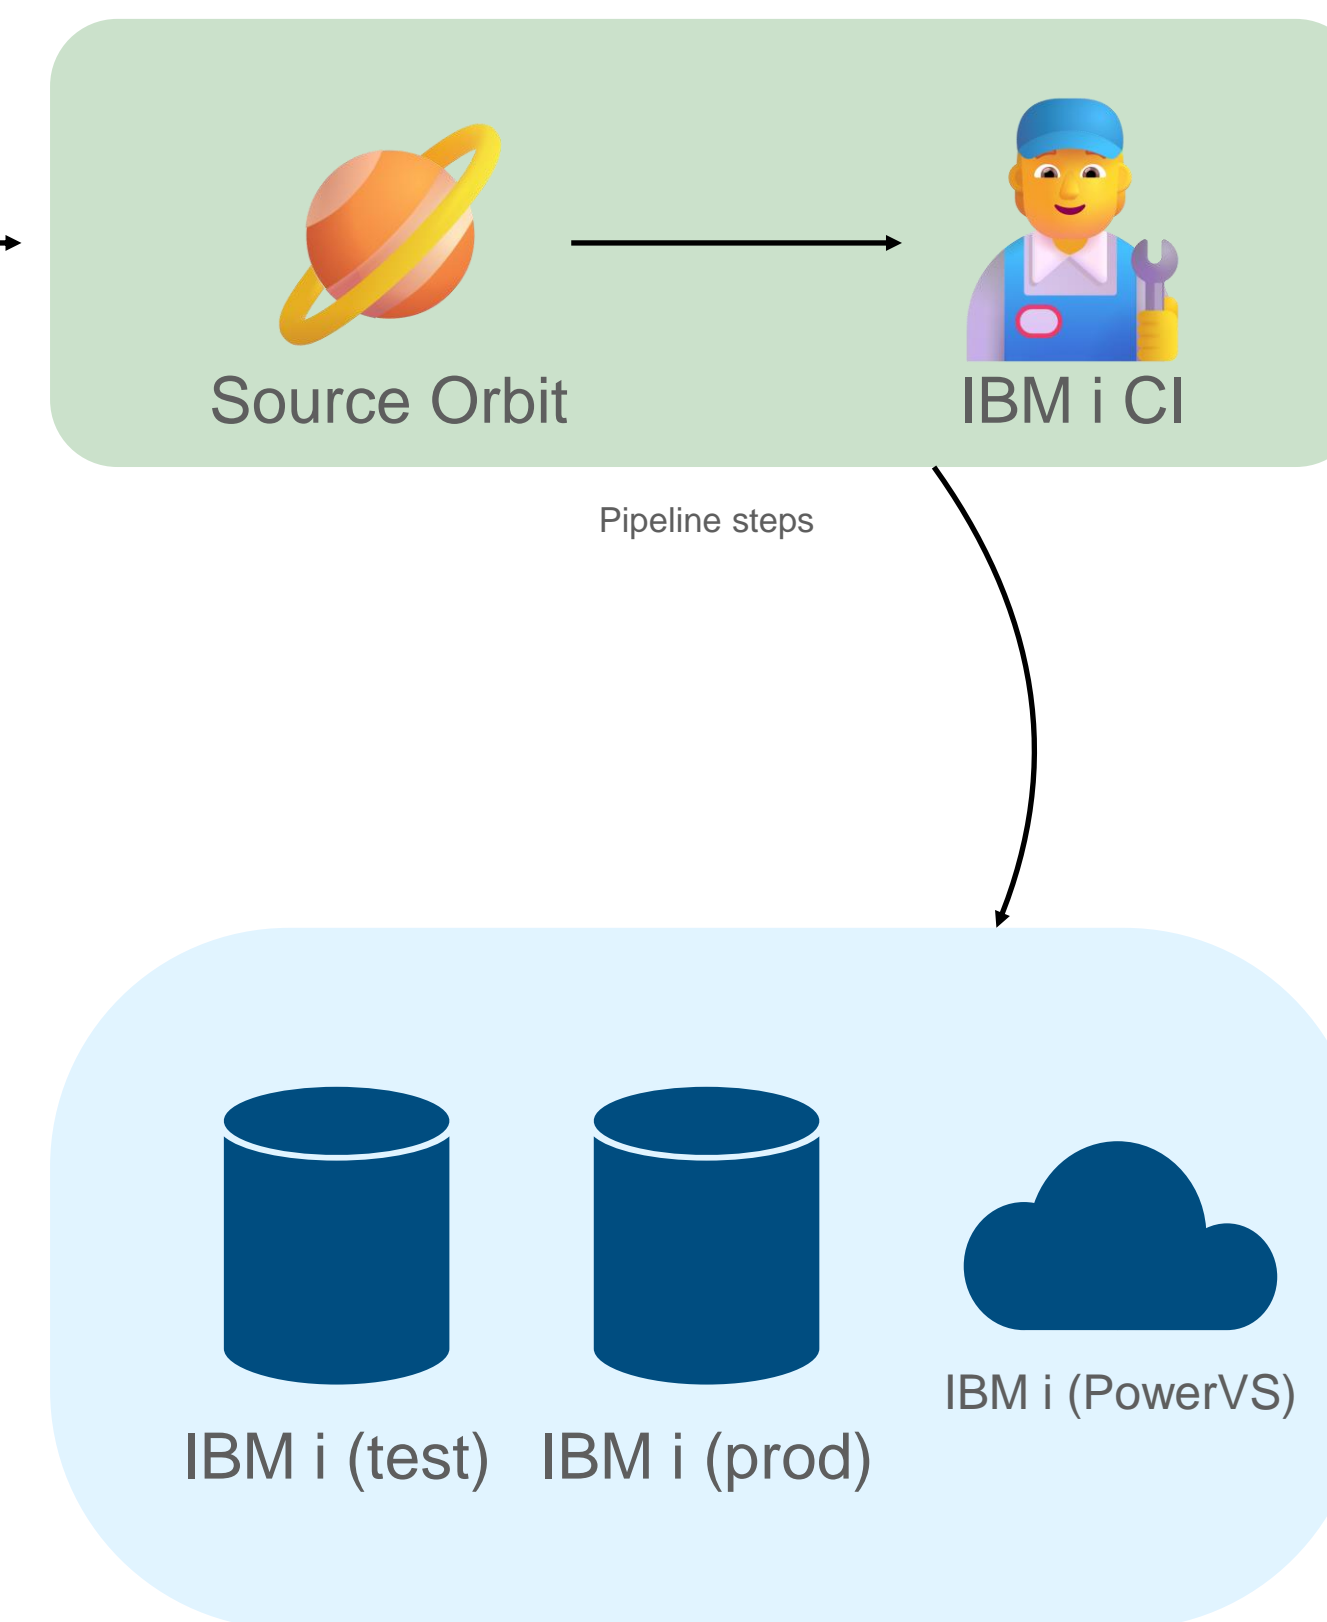 Source Orbit
IBM i CI
Pipeline steps
IBM i (test)
IBM i (prod)
IBM i (PowerVS)